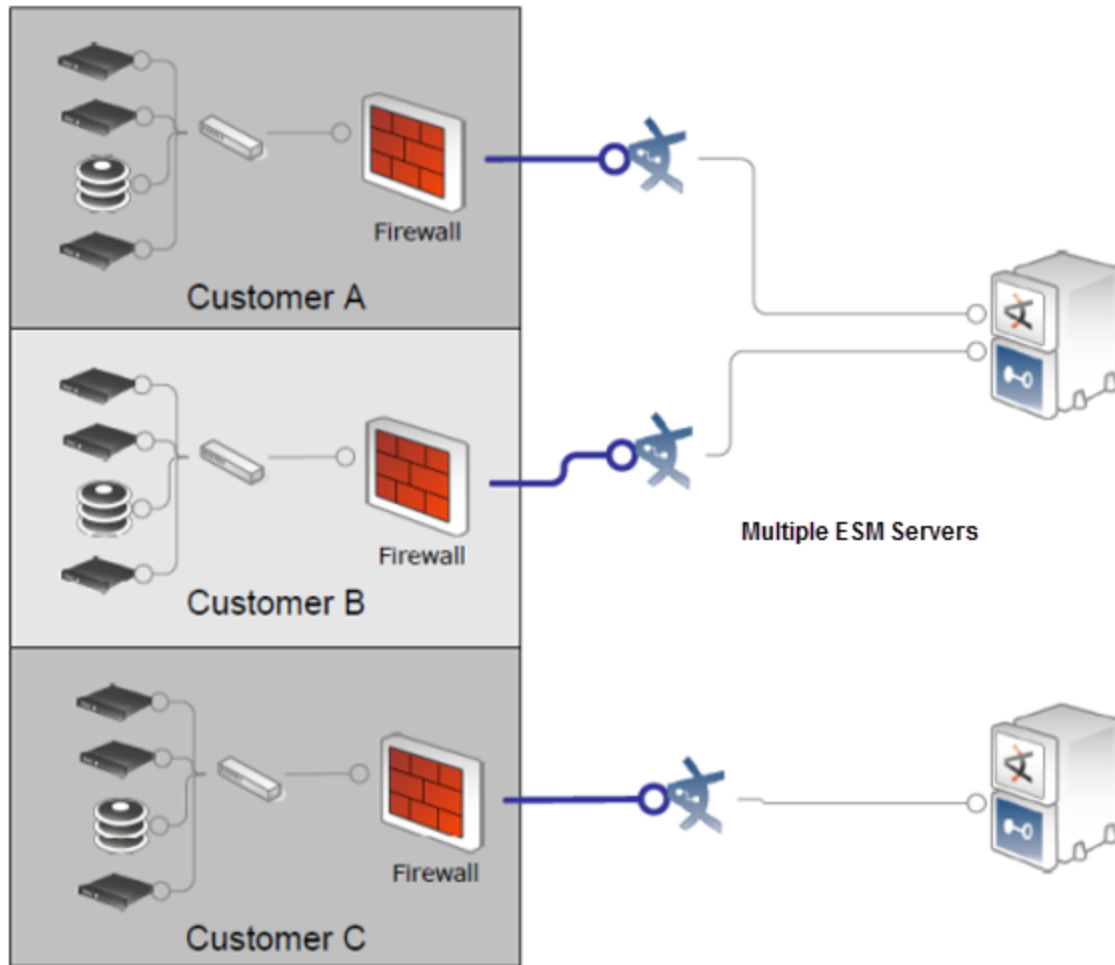 Firewall
Customer A
Firewall
Customer B
Multiple ESM Servers
Firewall
Customer C